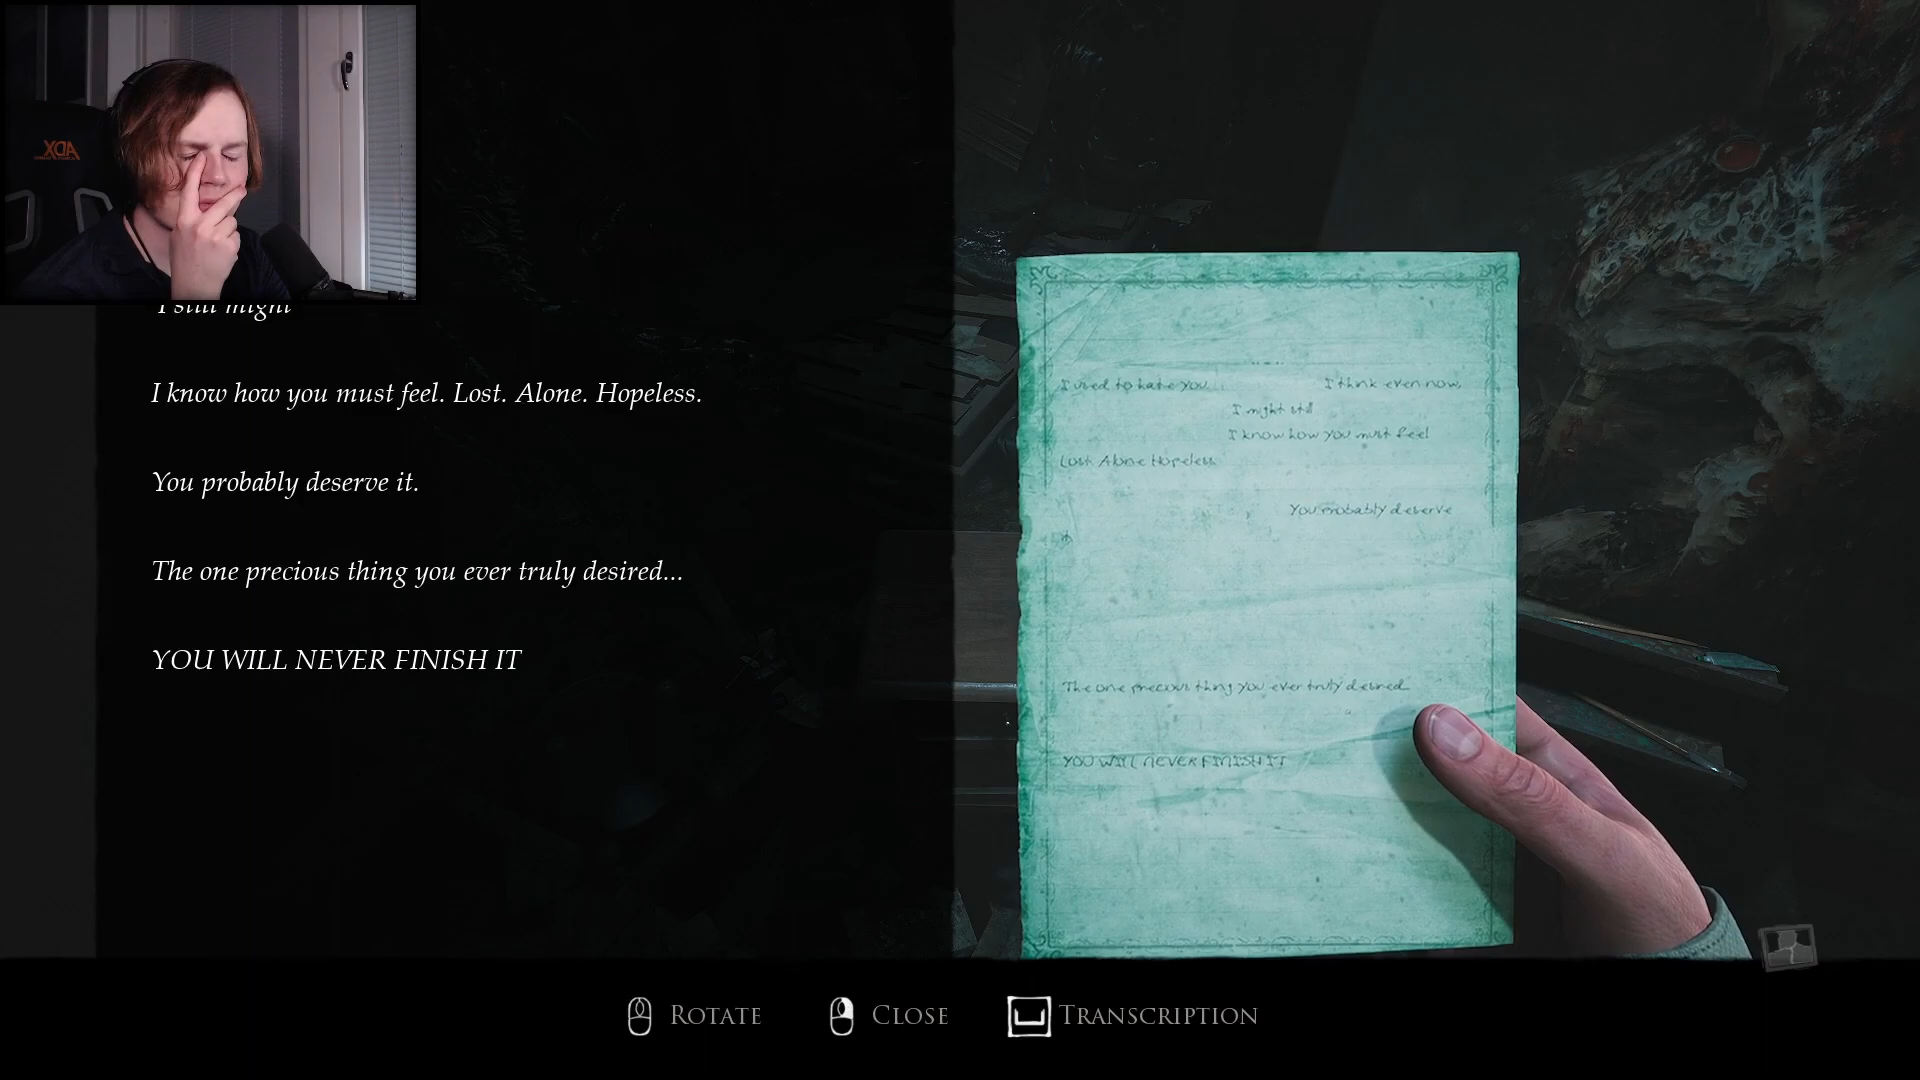 XDA
I still might
I know how you must feel. Lost. Alone. Hopeless.
You probably deserve it.
The one precious thing you ever truly desired...
YOU WILL NEVER FINISH IT
I used to hate you... I think even now,
I might still
I know how you must feel
Lost. Alone. Hopeless.
You probably deserve
it
The one precious thing you ever truly desired...
YOU WILL NEVER FINISH IT
ROTATE
CLOSE
TRANSCRIPTION